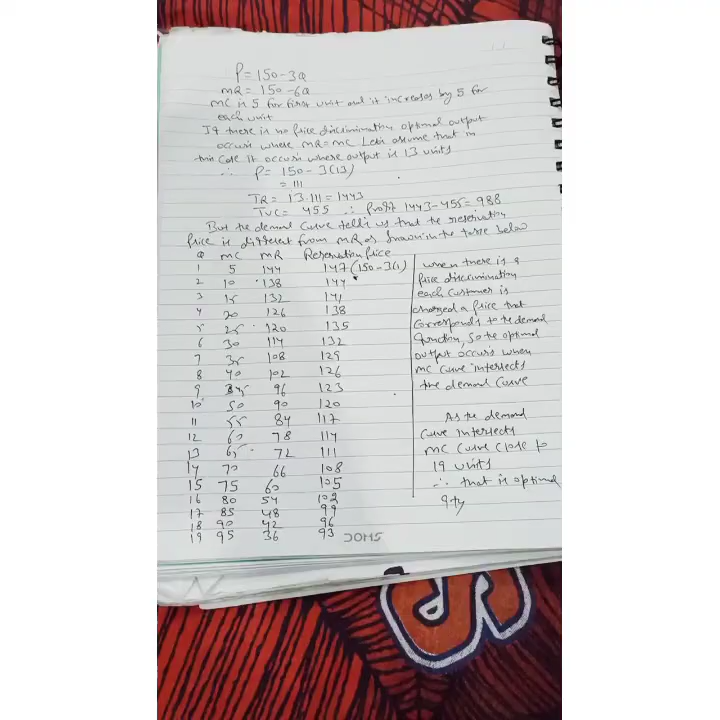 P = 150-3Q
MR = 150-6Q
MC is 5 for first unit and it increases by 5 for
each unit
If there is no price discrimination, optimal output
occurs where MR = MC Lets assume that in
this case it occurs where output is 13 units
∴ P = 150 - 3(13)
= 111
TR = 13·111 = 1443
TVC = 455 ∴ Profit 1443-455 = 988
But the demand curve tells us that the reservation
price is different from MR as shown in the table below
Q MC MR Reservation price
1 5 144 147 (150-3(1)
2 10 138 144
3 15 132 141
4 20 126 138
5 25 120 135
6 30 114 132
7 35 108 129
8 40 102 126
9 45 96 123
10 50 90 120
11 55 84 117
12 60 78 114
13 65 72 111
14 70 66 108
15 75 60 105
16 80 54 102
17 85 48 99
18 90 42 96
19 95 36 93
when there is a
price discrimination
each customer is
charged a price that
corresponds to the demand
function, so the optimal
output occurs when
MC curve intersects
the demand curve
As the demand
curve intersects
MC curve close to
19 units
∴ that is optimal
qty
DOMS